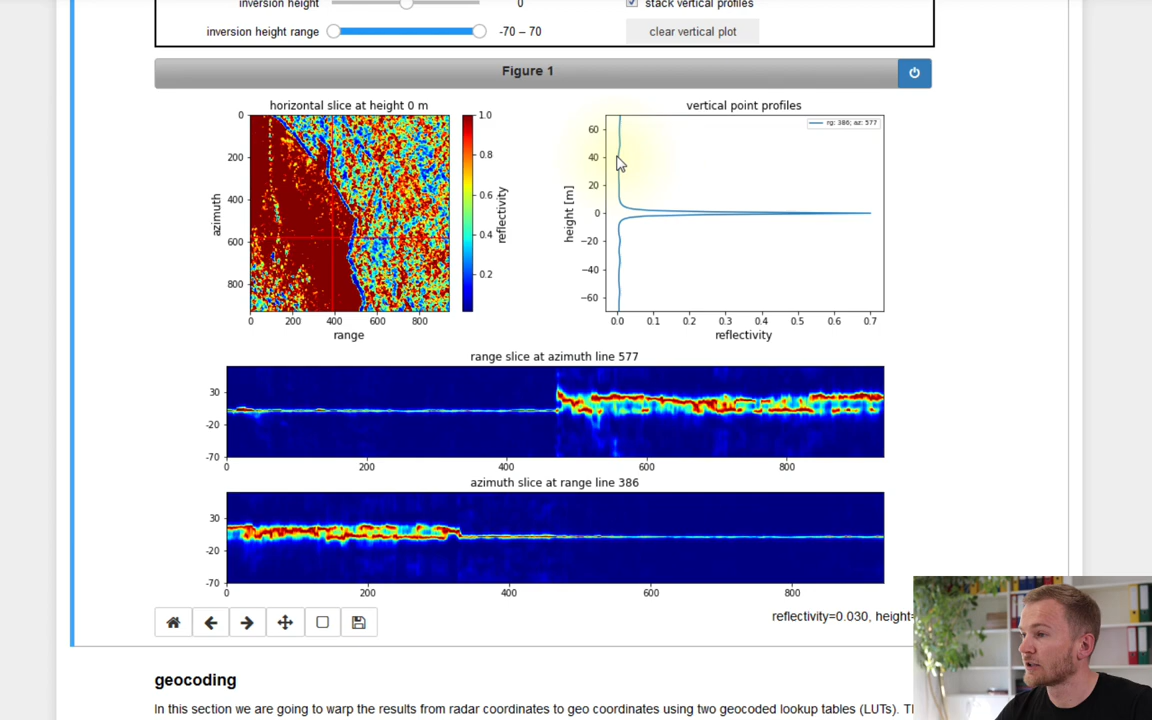 inversion height 0 stack vertical profiles
inversion height range -70 – 70 clear vertical plot
Figure 1
horizontal slice at height 0 m
0
200
400
600
800
azimuth
0 200 400 600 800
range
1.0
0.8
0.6
0.4
0.2
reflectivity
vertical point profiles
rg: 386; az: 577
60
40
20
0
−20
−40
−60
height [m]
0.0 0.1 0.2 0.3 0.4 0.5 0.6 0.7
reflectivity
range slice at azimuth line 577
30
-20
-70
0 200 400 600 800
azimuth slice at range line 386
30
-20
-70
0 200 400 600 800
reflectivity=0.030, height=
geocoding
In this section we are going to warp the results from radar coordinates to geo coordinates using two geocoded lookup tables (LUTs).